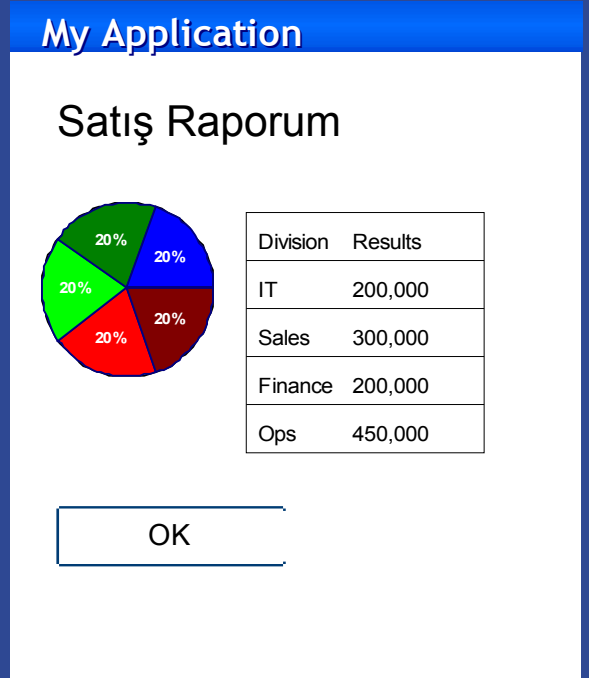 My Application
Satış Raporum
20%
20%
20%
20%
20%
Division Results
IT 200,000
Sales 300,000
Finance 200,000
Ops 450,000
OK